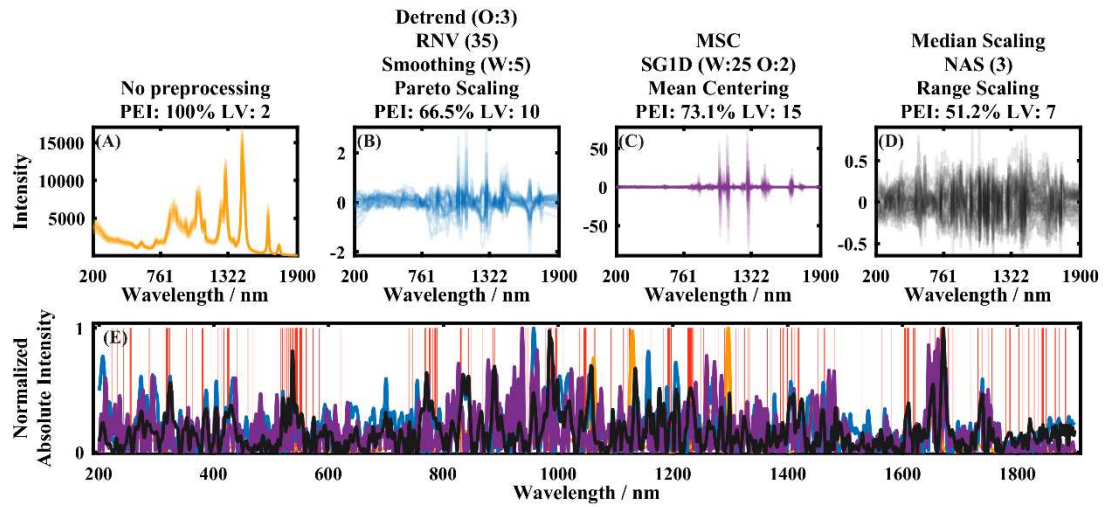 No preprocessing
PEI: 100% LV: 2
Detrend (O:3)
RNV (35)
Smoothing (W:5)
Pareto Scaling
PEI: 66.5% LV: 10
MSC
SG1D (W:25 O:2)
Mean Centering
PEI: 73.1% LV: 15
Median Scaling
NAS (3)
Range Scaling
PEI: 51.2% LV: 7
Intensity
15000
10000
5000
(A)
200 761 1322 1900
Wavelength / nm
2
0
-2
(B)
200 761 1322 1900
Wavelength / nm
50
0
-50
(C)
200 761 1322 1900
Wavelength / nm
0.5
0
-0.5
(D)
200 761 1322 1900
Wavelength / nm
Normalized
Absolute Intensity
1
0
(E)
200 400 600 800 1000 1200 1400 1600 1800
Wavelength / nm